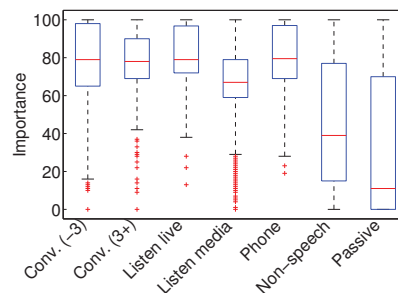 100
80
60
40
20
0
Importance
Conv. (−3)
Conv. (3+)
Listen live
Listen media
Phone
Non−speech
Passive